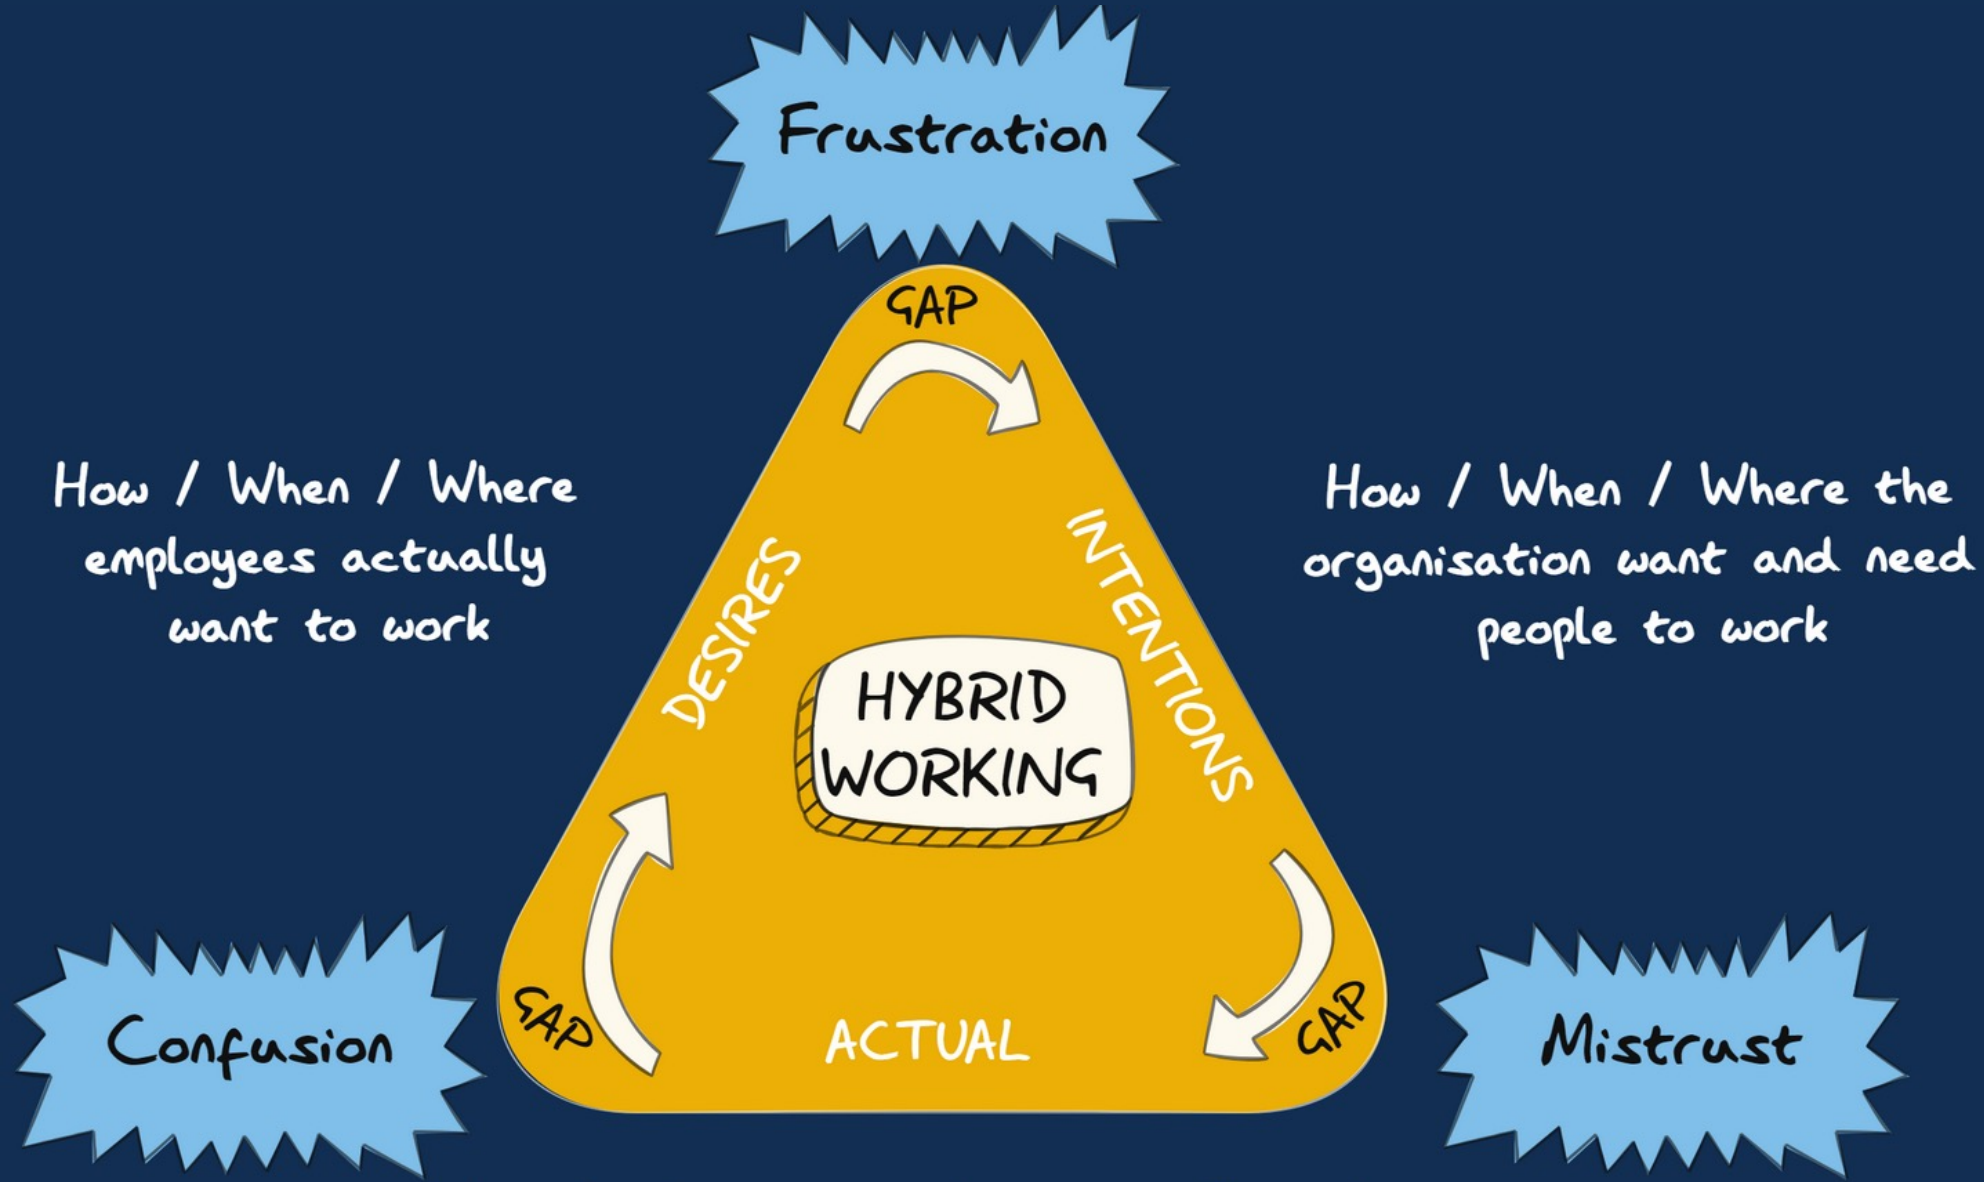 Frustration
GAP
How / When / Where
employees actually
want to work
How / When / Where the
organisation want and need
people to work
DESIRES
INTENTIONS
HYBRID
WORKING
GAP
ACTUAL
GAP
Confusion
Mistrust